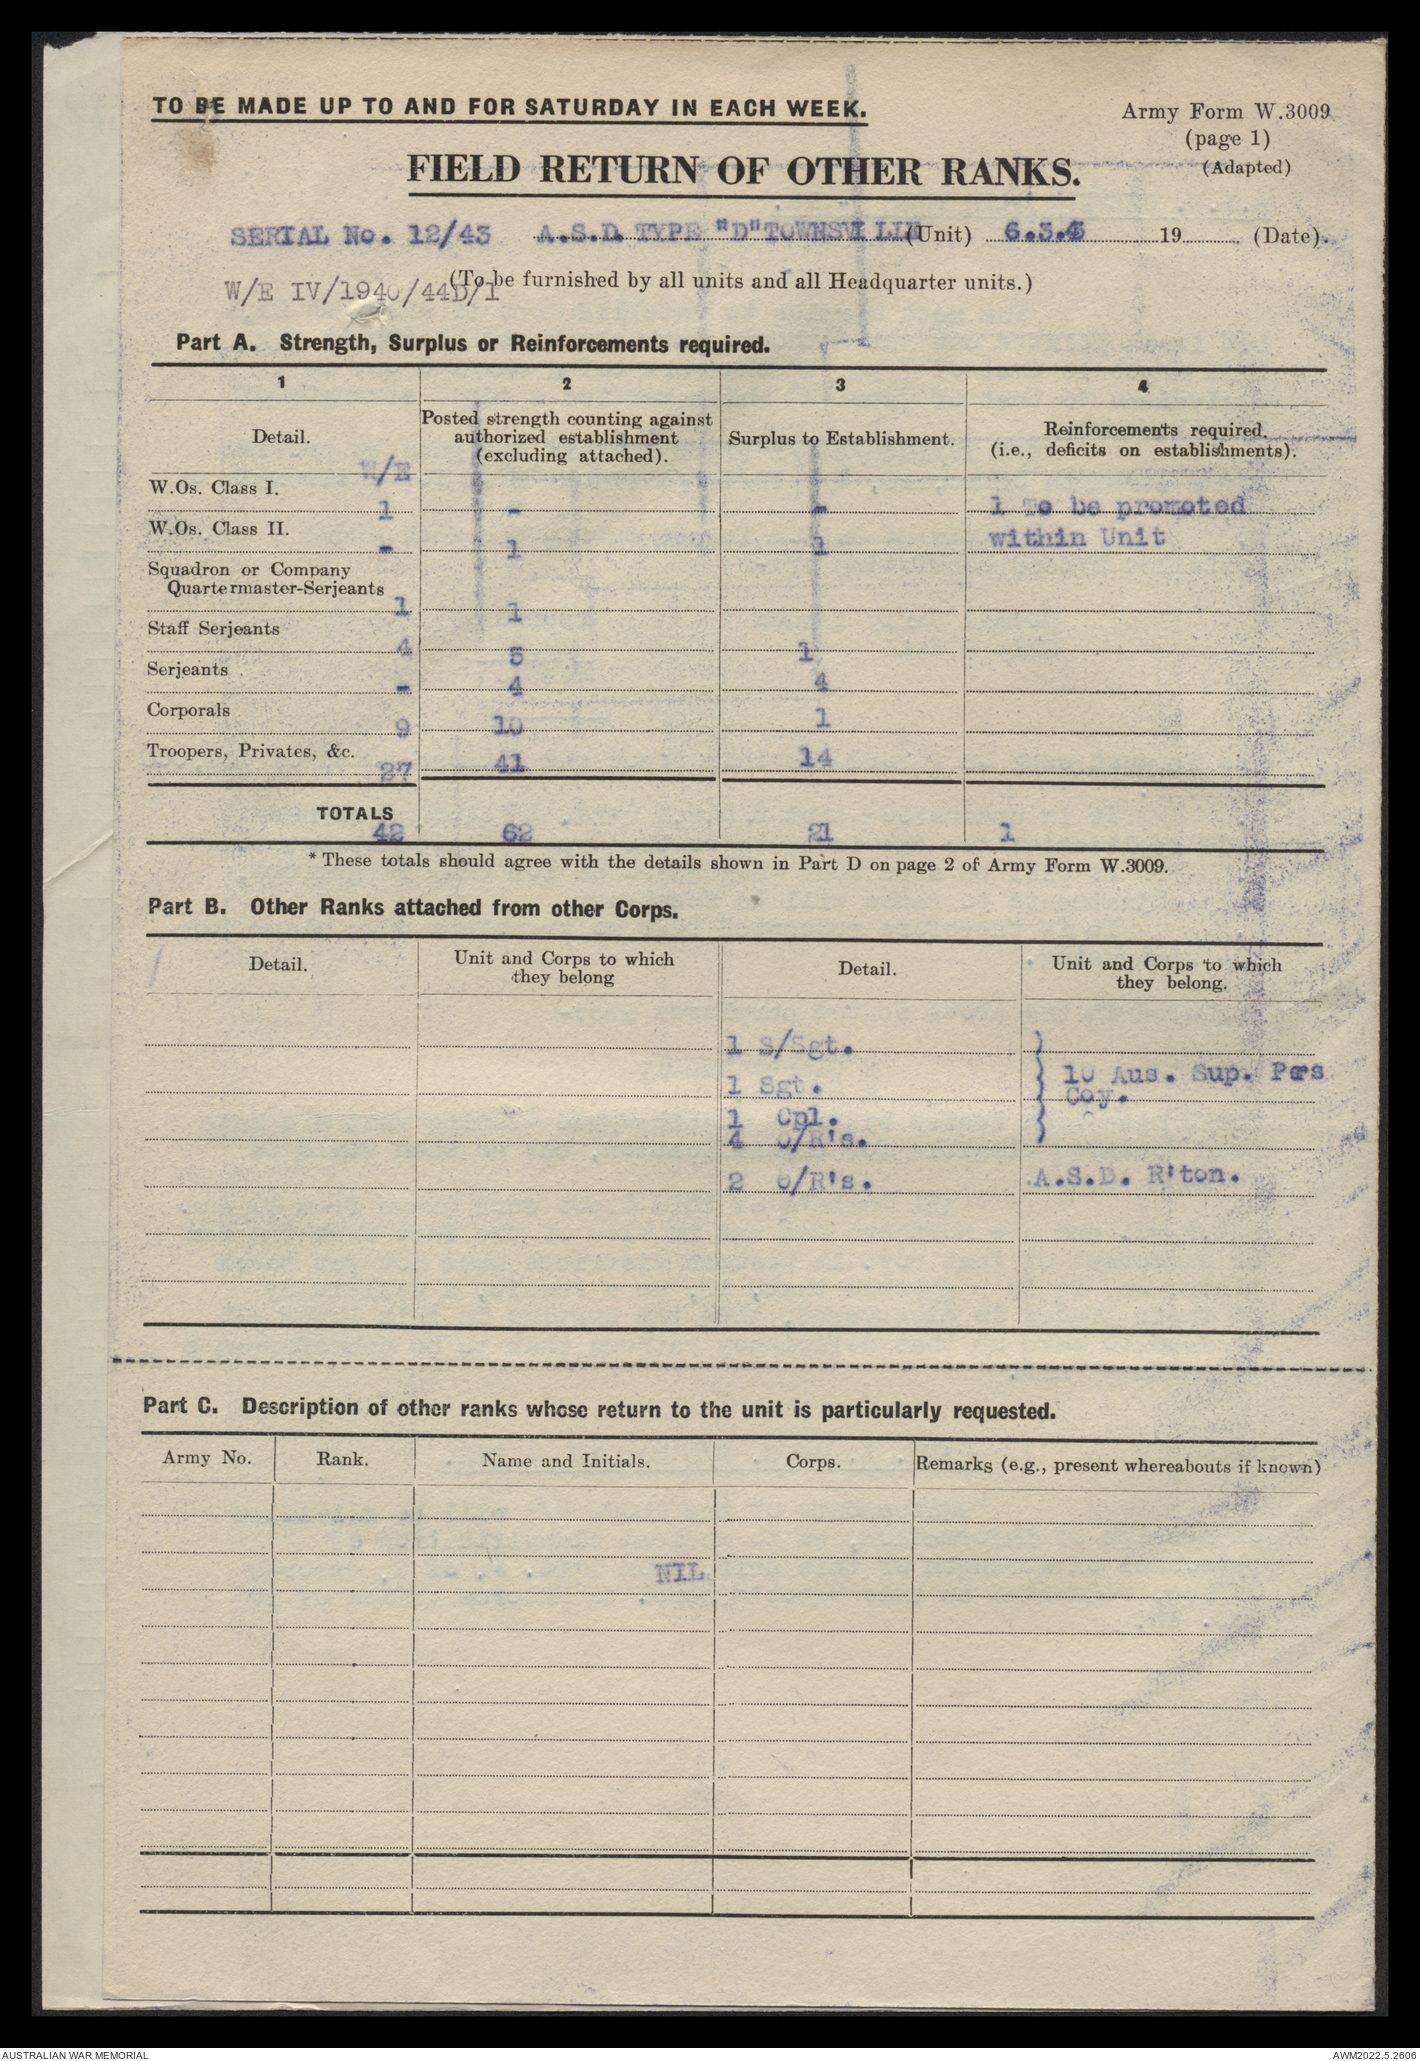 TO BE MADE UP TO AND FOR SATURDAY IN EACH WEEK.
Army Form W.3009
(page 1)
(Adapted)
FIELD RETURN OF OTHER RANKS.
SERIAL No. 12/43 A.S.D. TYPE "D" TOWNSVILLE (Unit) 19 (Date).
(To be furnished by all units and all Headquarter units.)
W/E IV/1940/44D/1
Part A. Strength, Surplus or Reinforcements required.
1 2 3 4
Detail. W/E
Posted strength counting against authorized establishment (excluding attached).
Surplus to Establishment.
Reinforcements required. (i.e., deficits on establishments).
W.Os. Class I. 1 - - 1 To be promoted
W.Os. Class II. - 1 1 within Unit
Squadron or Company
Quartermaster-Serjeants 1 1
Staff Serjeants 4 5 1
Serjeants - 4 4
Corporals 9 10 1
Troopers, Privates, &c. 27 41 14
TOTALS 42 62 21 1
* These totals should agree with the details shown in Part D on page 2 of Army Form W.3009.
Part B. Other Ranks attached from other Corps.
Detail.
Unit and Corps to which they belong
Detail.
Unit and Corps to which they belong.
1 S/Sgt. }
1 Sgt. } 10 Aus. Sup. Pers
Coy.
1 Cpl. }
4 O/R's. }
2 O/R's. A.S.D. R'ton.
Part C. Description of other ranks whose return to the unit is particularly requested.
Army No. Rank. Name and Initials. Corps. Remarks (e.g., present whereabouts if known)
NIL
AUSTRALIAN WAR MEMORIAL
AWM2022.5.2606